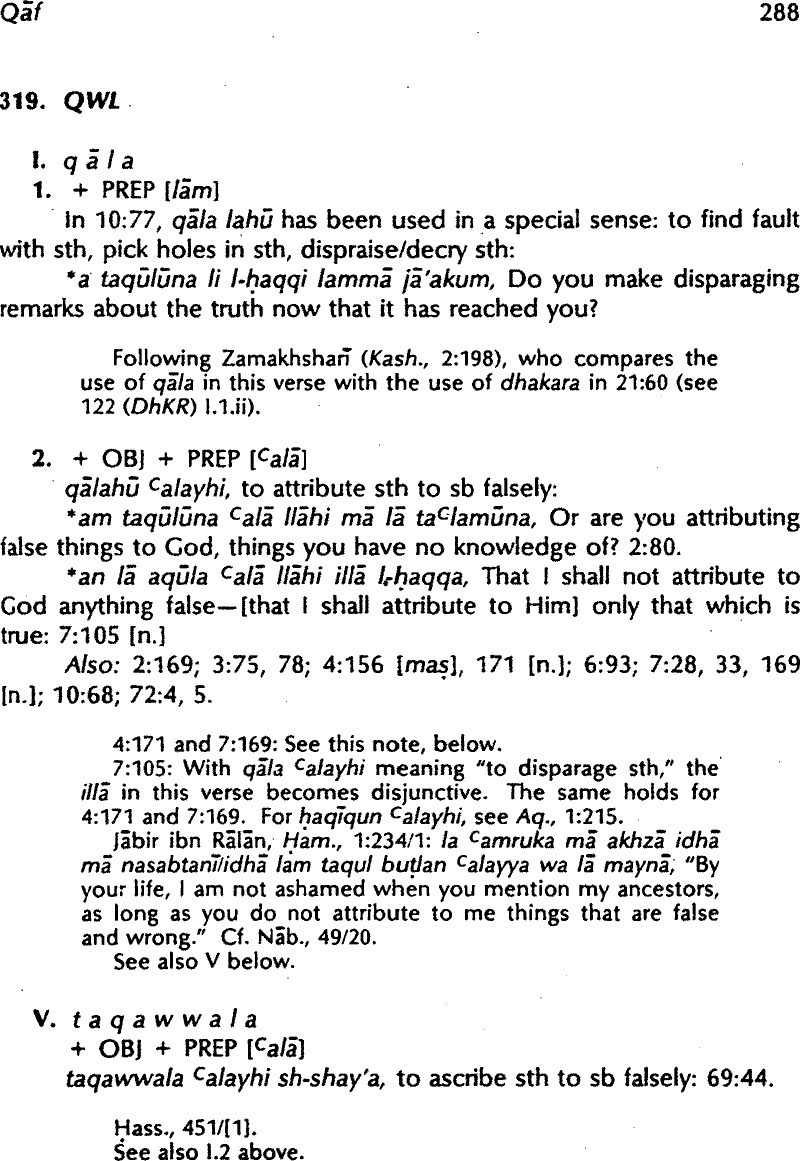 Qāf 288
319. QWL
I. q ā l a
1. + PREP [lām]
In 10:77, qāla lahū has been used in a special sense: to find fault
with sth, pick holes in sth, dispraise/decry sth:
*a taqūlūna li l-ḥaqqi lammā jā'akum, Do you make disparaging
remarks about the truth now that it has reached you?
Following Zamakhsharī (Kash., 2:198), who compares the
use of qāla in this verse with the use of dhakara in 21:60 (see
122 (DhKR) I.1.ii).
2. + OBJ + PREP [ᶜalā]
qālahū ᶜalayhi, to attribute sth to sb falsely:
*am taqūlūna ᶜalā llāhi mā lā taᶜlamūna, Or are you attributing
false things to God, things you have no knowledge of? 2:80.
*an lā aqūla ᶜalā llāhi illā l-ḥaqqa, That I shall not attribute to
God anything false—[that I shall attribute to Him] only that which is
true: 7:105 [n.]
Also: 2:169; 3:75, 78; 4:156 [maṣ], 171 [n.]; 6:93; 7:28, 33, 169
[n.]; 10:68; 72:4, 5.
4:171 and 7:169: See this note, below.
7:105: With qāla ᶜalayhi meaning "to disparage sth," the
illā in this verse becomes disjunctive. The same holds for
4:171 and 7:169. For ḥaqīqun ᶜalayhi, see Aq., 1:215.
Jābir ibn Rālān, Ḥam., 1:234/1: la ᶜamruka mā akhzā idhā
mā nasabtanī/idhā lam taqul buṭlan ᶜalayya wa lā maynā, "By
your life, I am not ashamed when you mention my ancestors,
as long as you do not attribute to me things that are false
and wrong." Cf. Nāb., 49/20.
See also V below.
V. t a q a w w a l a
+ OBJ + PREP [ᶜalā]
taqawwala ᶜalayhi sh-shay'a, to ascribe sth to sb falsely: 69:44.
Ḥass., 451/[1].
See also I.2 above.